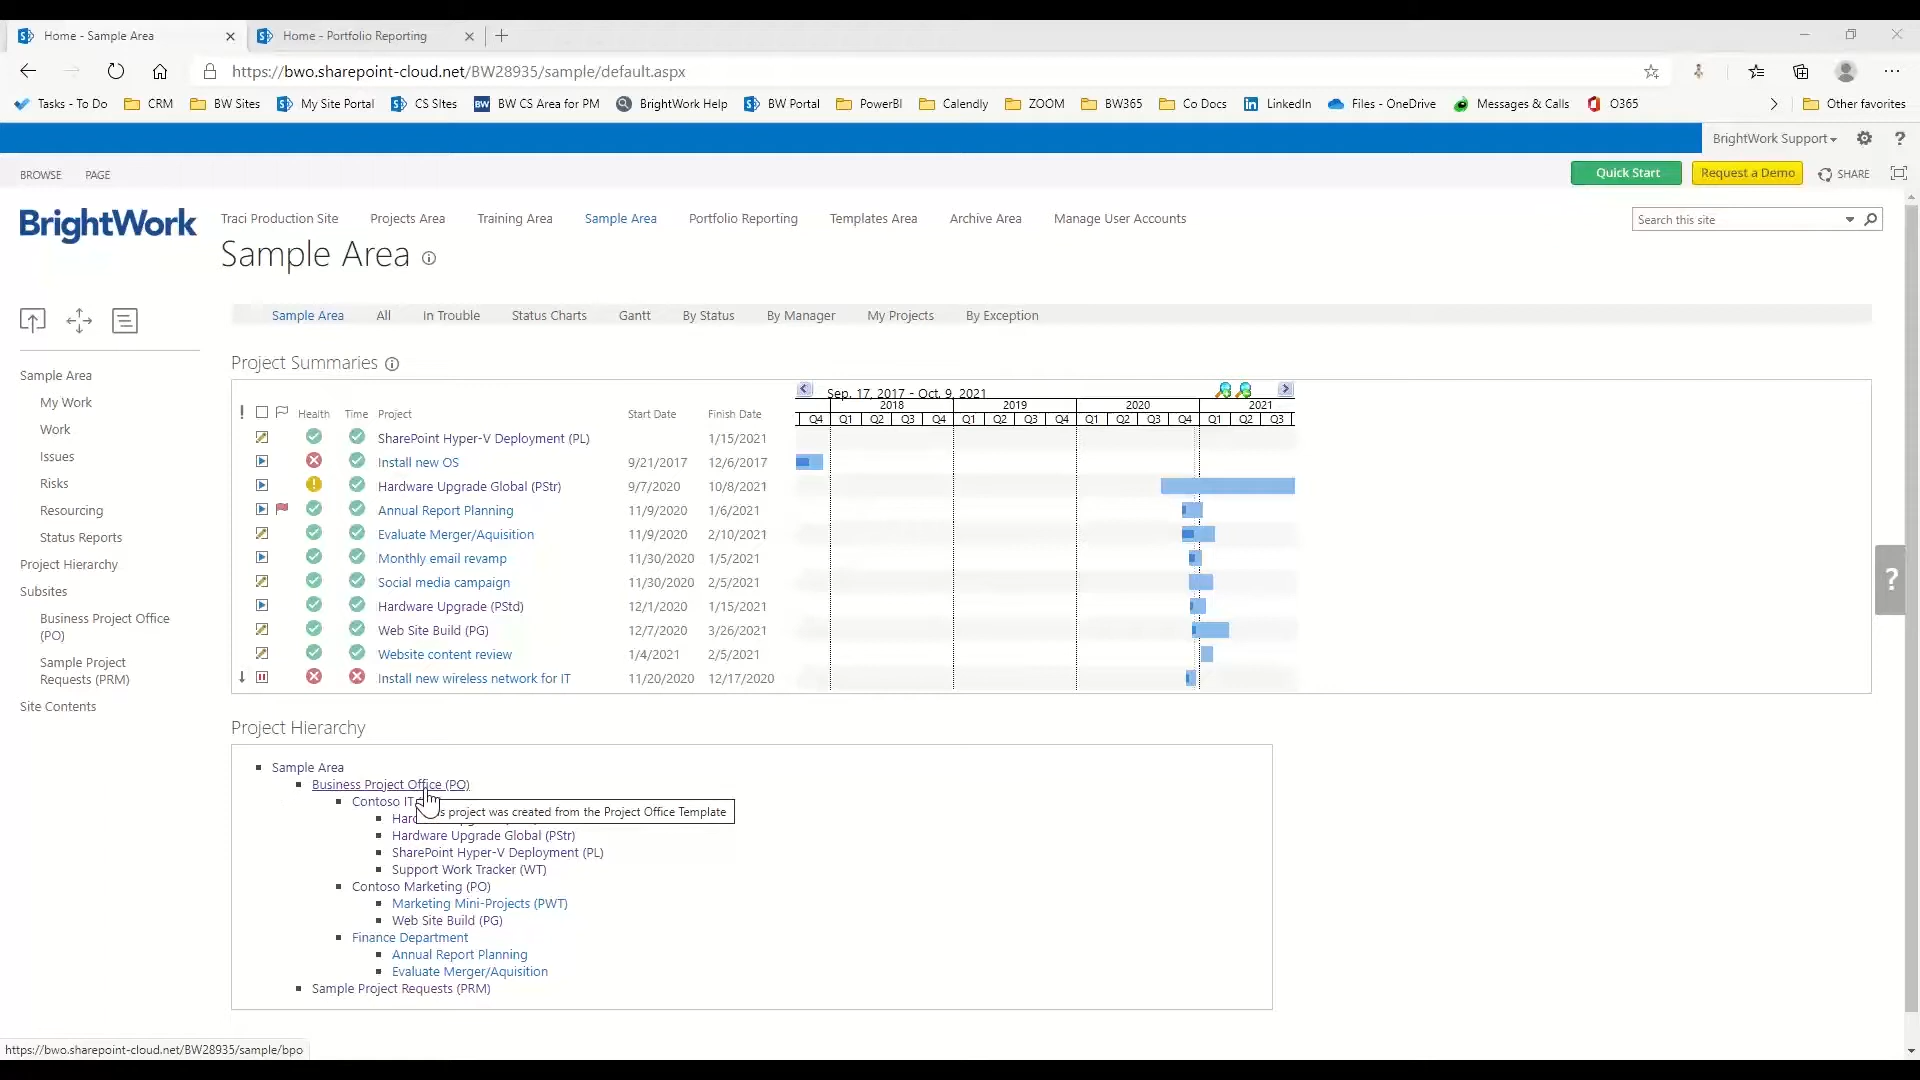 Home - Sample Area
Home - Portfolio Reporting
https://bwo.sharepoint-cloud.net/BW28935/sample/default.aspx
Tasks - To Do CRM BW Sites My Site Portal CS SItes BW CS Area for PM BrightWork Help BW Portal PowerBI Calendly ZOOM BW365 Co Docs LinkedIn Files - OneDrive Messages & Calls O365 Other favorites
BrightWork Support
BROWSE PAGE
Quick Start Request a Demo SHARE
BrightWork
Traci Production Site Projects Area Training Area Sample Area Portfolio Reporting Templates Area Archive Area Manage User Accounts
Search this site
Sample Area
Sample Area All In Trouble Status Charts Gantt By Status By Manager My Projects By Exception
Sample Area
My Work
Work
Issues
Risks
Resourcing
Status Reports
Project Hierarchy
Subsites
Business Project Office
(PO)
Sample Project
Requests (PRM)
Site Contents
Project Summaries
Sep. 17, 2017 - Oct. 9, 2021
2018 2019 2020 2021
Health Time Project Start Date Finish Date Q4 Q1 Q2 Q3 Q4 Q1 Q2 Q3 Q4 Q1 Q2 Q3 Q4 Q1 Q2 Q3
SharePoint Hyper-V Deployment (PL) 1/15/2021
Install new OS 9/21/2017 12/6/2017
Hardware Upgrade Global (PStr) 9/7/2020 10/8/2021
Annual Report Planning 11/9/2020 1/6/2021
Evaluate Merger/Aquisition 11/9/2020 2/10/2021
Monthly email revamp 11/30/2020 1/5/2021
Social media campaign 11/30/2020 2/5/2021
Hardware Upgrade (PStd) 12/1/2020 1/15/2021
Web Site Build (PG) 12/7/2020 3/26/2021
Website content review 1/4/2021 2/5/2021
Install new wireless network for IT 11/20/2020 12/17/2020
?
Project Hierarchy
Sample Area
Business Project Office (PO)
Contoso IT
project was created from the Project Office Template
Hardware Upgrade Global (PStr)
SharePoint Hyper-V Deployment (PL)
Support Work Tracker (WT)
Contoso Marketing (PO)
Marketing Mini-Projects (PWT)
Web Site Build (PG)
Finance Department
Annual Report Planning
Evaluate Merger/Aquisition
Sample Project Requests (PRM)
https://bwo.sharepoint-cloud.net/BW28935/sample/bpo